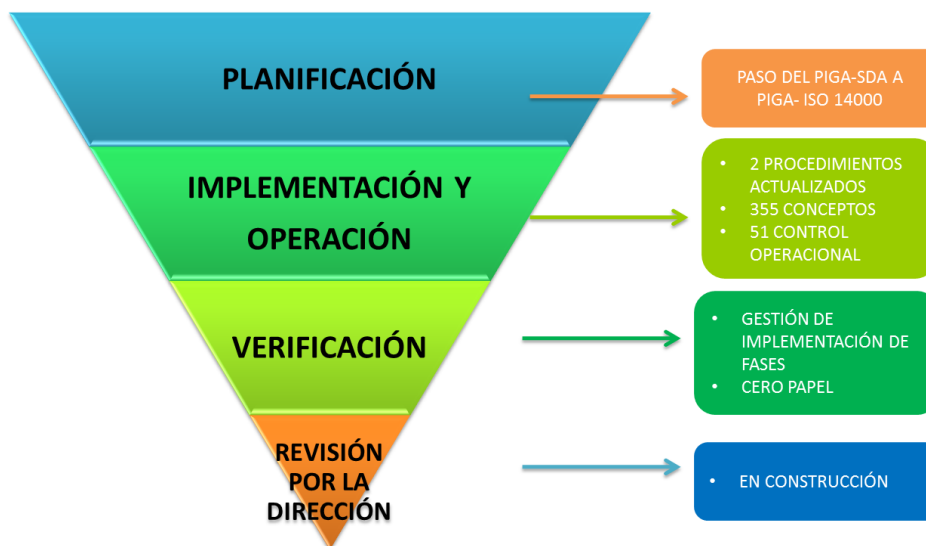 PLANIFICACIÓN
PASO DEL PIGA-SDA A
PIGA- ISO 14000
IMPLEMENTACIÓN Y
OPERACIÓN
• 2 PROCEDIMIENTOS
ACTUALIZADOS
• 355 CONCEPTOS
• 51 CONTROL
OPERACIONAL
VERIFICACIÓN
• GESTIÓN DE
IMPLEMENTACIÓN DE
FASES
• CERO PAPEL
REVISIÓN
POR LA
DIRECCIÓN
• EN CONSTRUCCIÓN